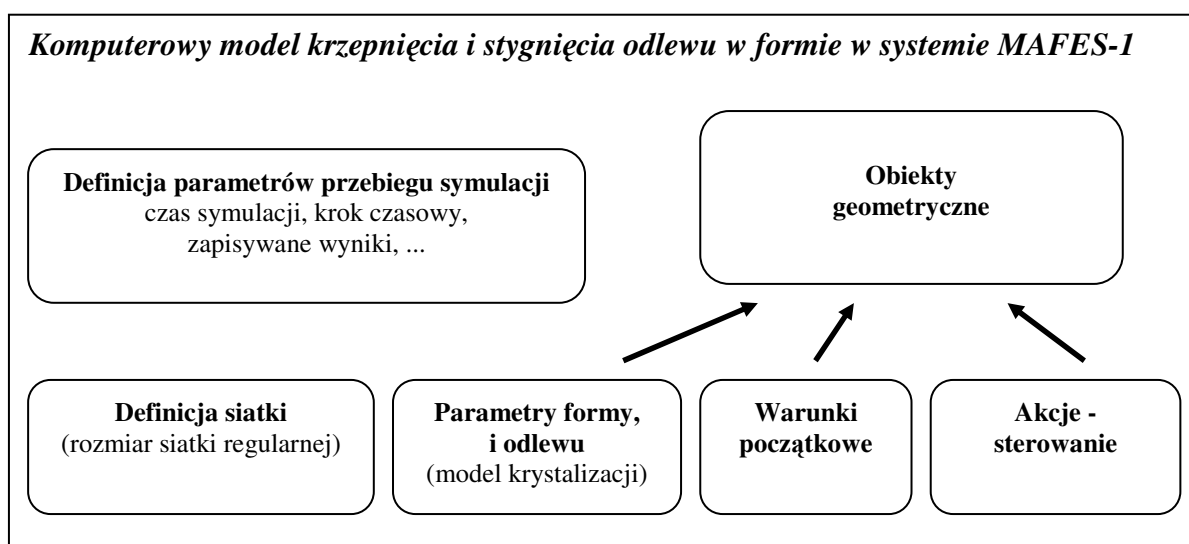 Komputerowy model krzepnięcia i stygnięcia odlewu w formie w systemie MAFES-1
Definicja parametrów przebiegu symulacji
czas symulacji, krok czasowy,
zapisywane wyniki, ...
Obiekty
geometryczne
Definicja siatki
(rozmiar siatki regularnej)
Parametry formy,
i odlewu
(model krystalizacji)
Warunki
początkowe
Akcje -
sterowanie